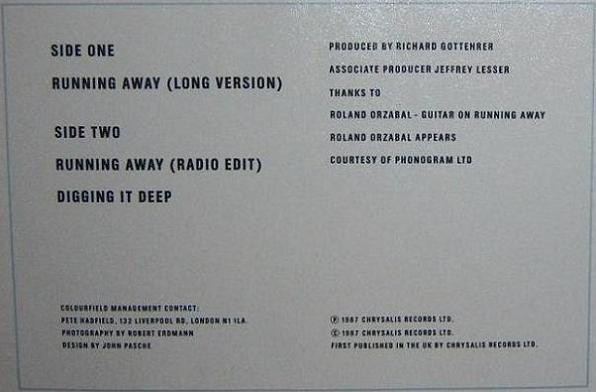 SIDE ONE
RUNNING AWAY (LONG VERSION)
SIDE TWO
RUNNING AWAY (RADIO EDIT)
DIGGING IT DEEP
PRODUCED BY RICHARD GOTTEHRER
ASSOCIATE PRODUCER JEFFREY LESSER
THANKS TO
ROLAND ORZABAL - GUITAR ON RUNNING AWAY
ROLAND ORZABAL APPEARS
COURTESY OF PHONOGRAM LTD
COLOURFIELD MANAGEMENT CONTACT:
PETE HADFIELD, 132 LIVERPOOL RD, LONDON N1 1LA.
PHOTOGRAPHY BY ROBERT ERDMANN
DESIGN BY JOHN PASCHE
℗ 1987 CHRYSALIS RECORDS LTD.
© 1987 CHRYSALIS RECORDS LTD.
FIRST PUBLISHED IN THE UK BY CHRYSALIS RECORDS LTD.